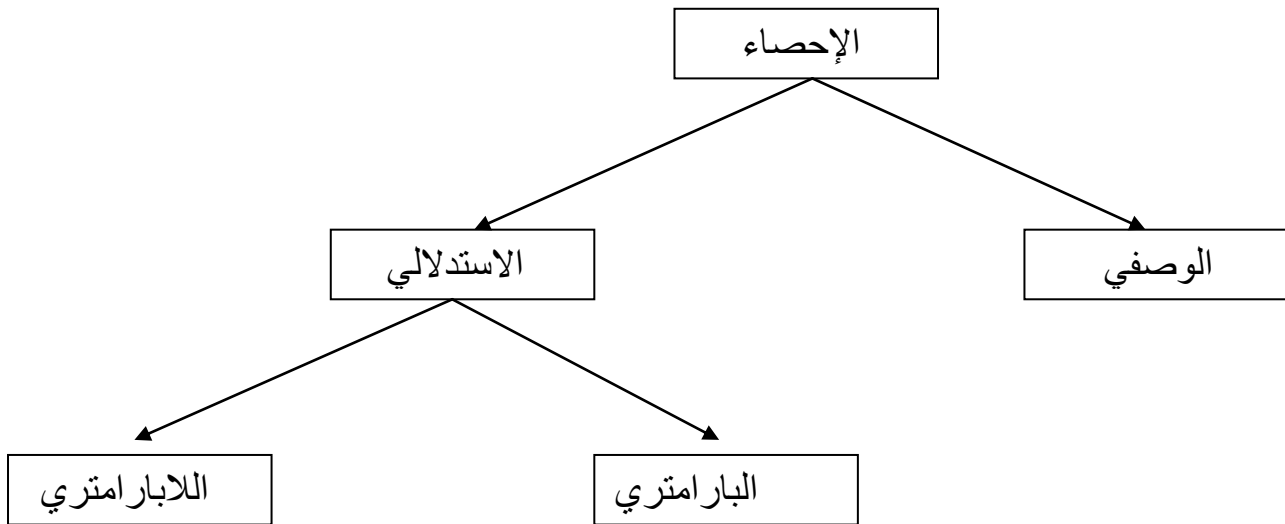 الإحصاء
الوصفي
الاستدلالي
البارامتري
اللابارامتري